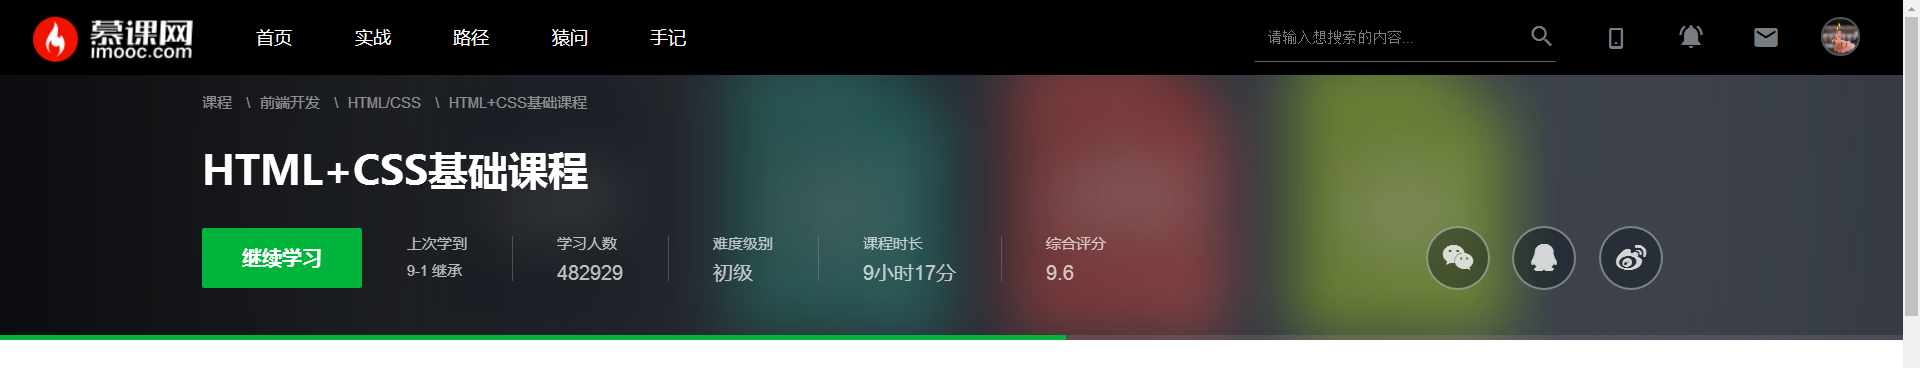 慕课网
imooc.com
首页 实战 路径 猿问 手记
请输入想搜索的内容...
课程 \ 前端开发 \ HTML/CSS \ HTML+CSS基础课程
HTML+CSS基础课程
继续学习
上次学到 学习人数 难度级别 课程时长 综合评分
9-1 继承 482929 初级 9小时17分 9.6